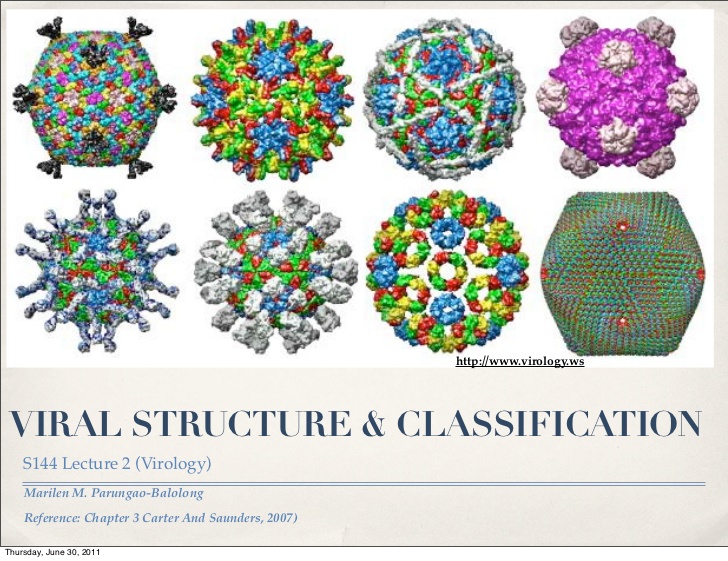 http://www.virology.ws
VIRAL STRUCTURE & CLASSIFICATION
S144 Lecture 2 (Virology)
Marilen M. Parungao-Balolong
Reference: Chapter 3 Carter And Saunders, 2007)
Thursday, June 30, 2011